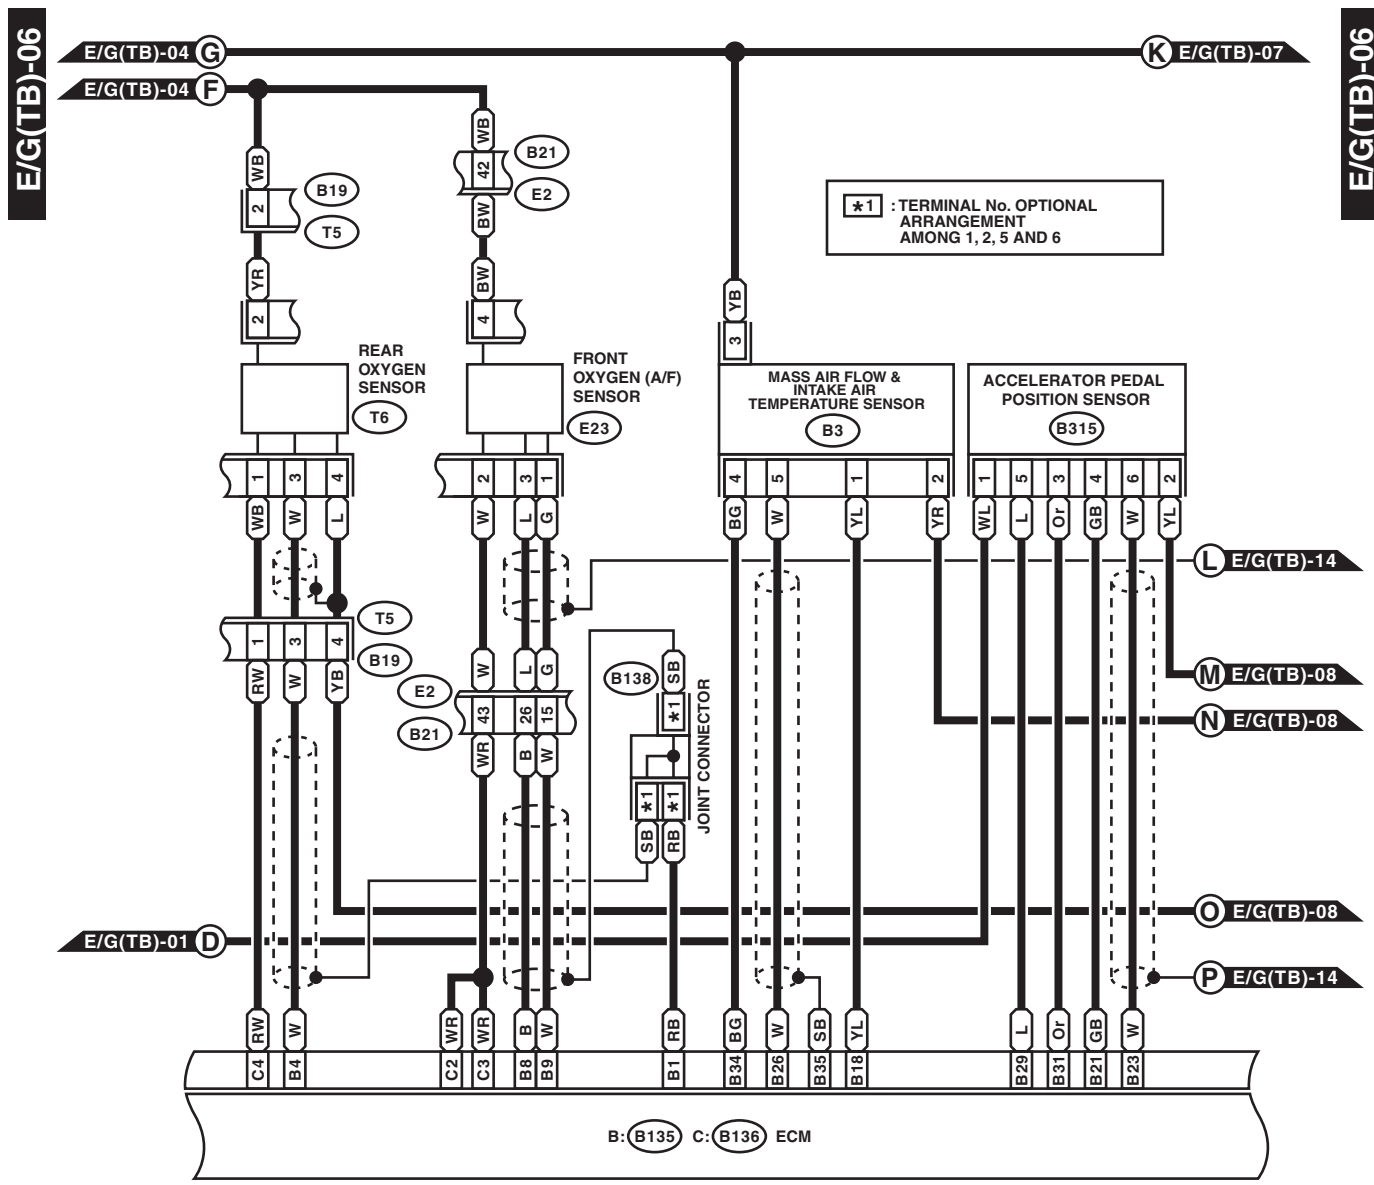 E/G(TB)-06
E/G(TB)-06
E/G(TB)-04 G
K E/G(TB)-07
E/G(TB)-04 F
WB
WB
42
B21
E2
BW
2
B19
T5
*1 : TERMINAL No. OPTIONAL
ARRANGEMENT
AMONG 1, 2, 5 AND 6
YR
BW
YB
2
4
3
REAR
OXYGEN
SENSOR
T6
FRONT
OXYGEN (A/F)
SENSOR
E23
MASS AIR FLOW &
INTAKE AIR
TEMPERATURE SENSOR
B3
ACCELERATOR PEDAL
POSITION SENSOR
B315
1 3 4 2 3 1 4 5 1 2 1 5 3 4 6 2
WB W L W L G BG W YL YR WL L Or GB W YL
L E/G(TB)-14
T5
1 3 4
B19
RW W YB
W L G
B138
SB
M E/G(TB)-08
E2
43 26 15
B21
*1
N E/G(TB)-08
WR B W
JOINT CONNECTOR
*1 *1
SB RB
O E/G(TB)-08
E/G(TB)-01 D
P E/G(TB)-14
RW W WR WR B W RB BG W SB YL L Or GB W
C4 B4 C2 C3 B8 B9 B1 B34 B26 B35 B18 B29 B31 B21 B23
B: B135 C: B136 ECM